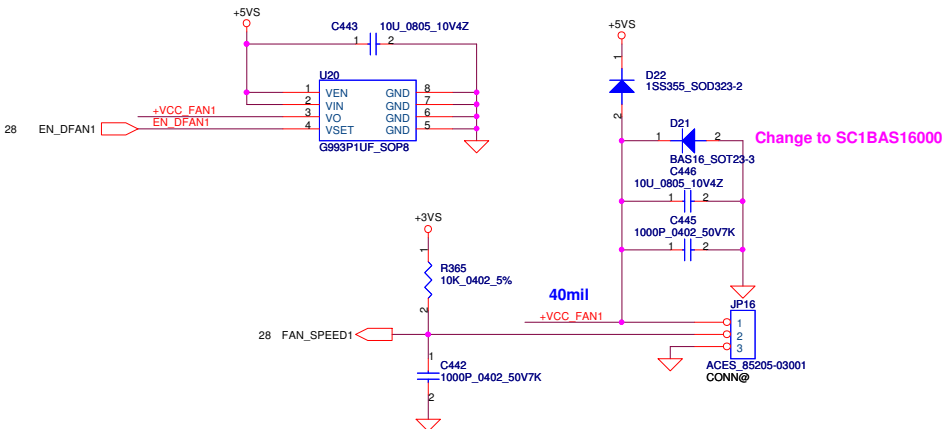 +5VS
C443 10U_0805_10V4Z
1 2
U20
1 VEN GND 8
2 VIN GND 7
3 VO GND 6
4 VSET GND 5
+VCC_FAN1
28 EN_DFAN1 EN_DFAN1
G993P1UF_SOP8
+5VS
1
D22
1SS355_SOD323-2
2
D21
1 2
Change to SC1BAS16000
BAS16_SOT23-3
C446
10U_0805_10V4Z
1 2
C445
1000P_0402_50V7K
1 2
+3VS
1
R365
10K_0402_5%
2
40mil
+VCC_FAN1
28 FAN_SPEED1
JP16
1
2
3
ACES_85205-03001
CONN@
1
C442
1000P_0402_50V7K
2